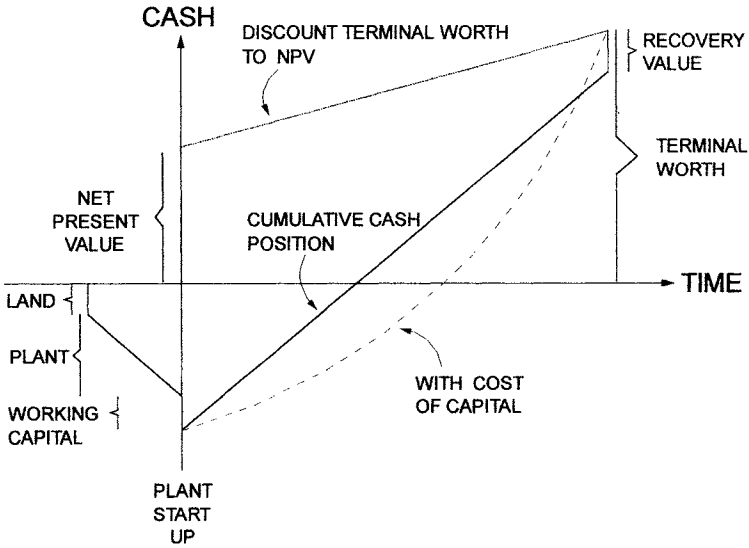 CASH
DISCOUNT TERMINAL WORTH
TO NPV
RECOVERY
VALUE
TERMINAL
WORTH
NET
PRESENT
VALUE
CUMULATIVE CASH
POSITION
TIME
LAND
PLANT
WITH COST
OF CAPITAL
WORKING
CAPITAL
PLANT
START
UP